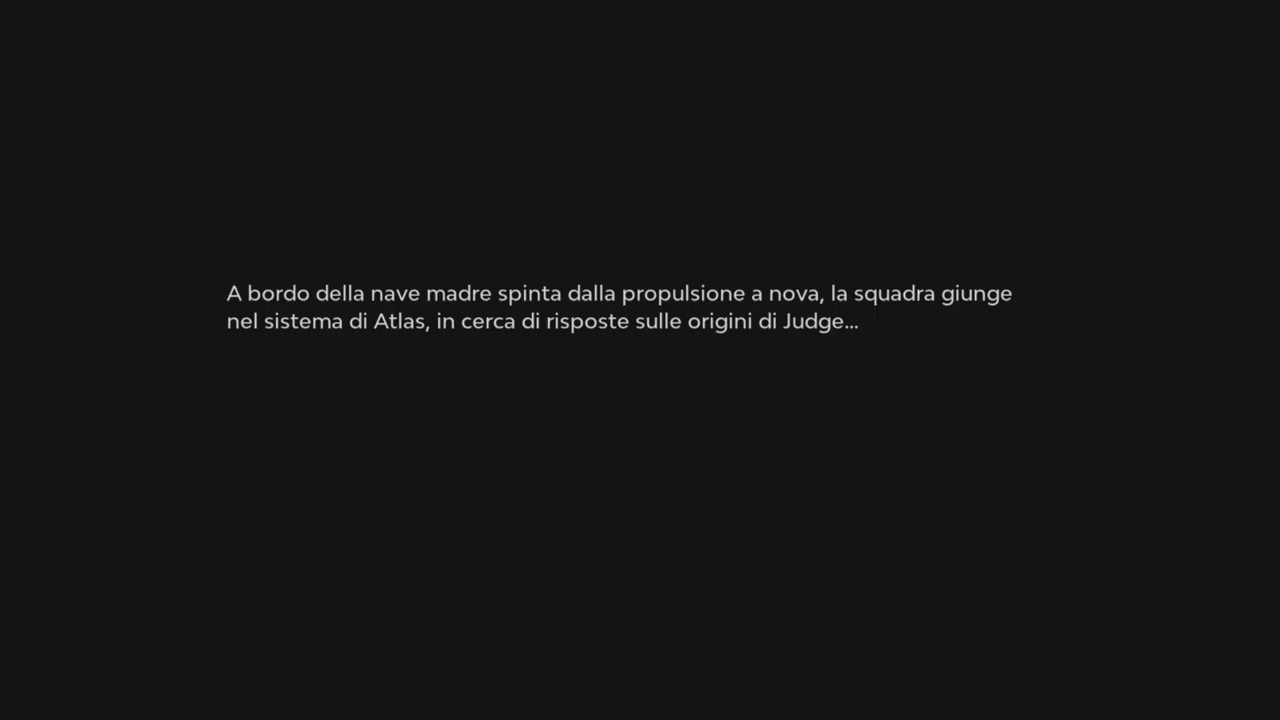 A bordo della nave madre spinta dalla propulsione a nova, la squadra giunge
nel sistema di Atlas, in cerca di risposte sulle origini di Judge...